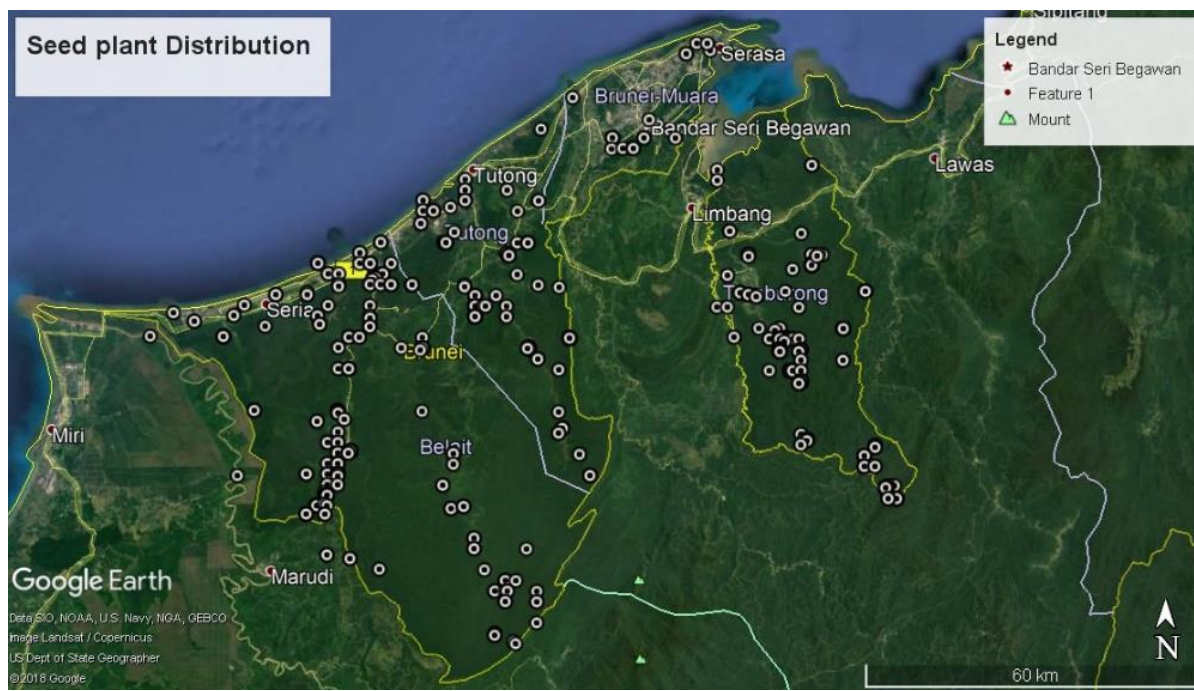 Seed plant Distribution
Sipitang
Legend
Bandar Seri Begawan
Feature 1
Mount
Serasa
Brunei-Muara
Bandar Seri Begawan
Lawas
Tutong
Limbang
Tutong
Temburong
Seria
Brunei
Miri
Belait
Marudi
Google Earth
Data SIO, NOAA, U.S. Navy, NGA, GEBCO
Image Landsat / Copernicus
US Dept of State Geographer
©2018 Google
N
60 km